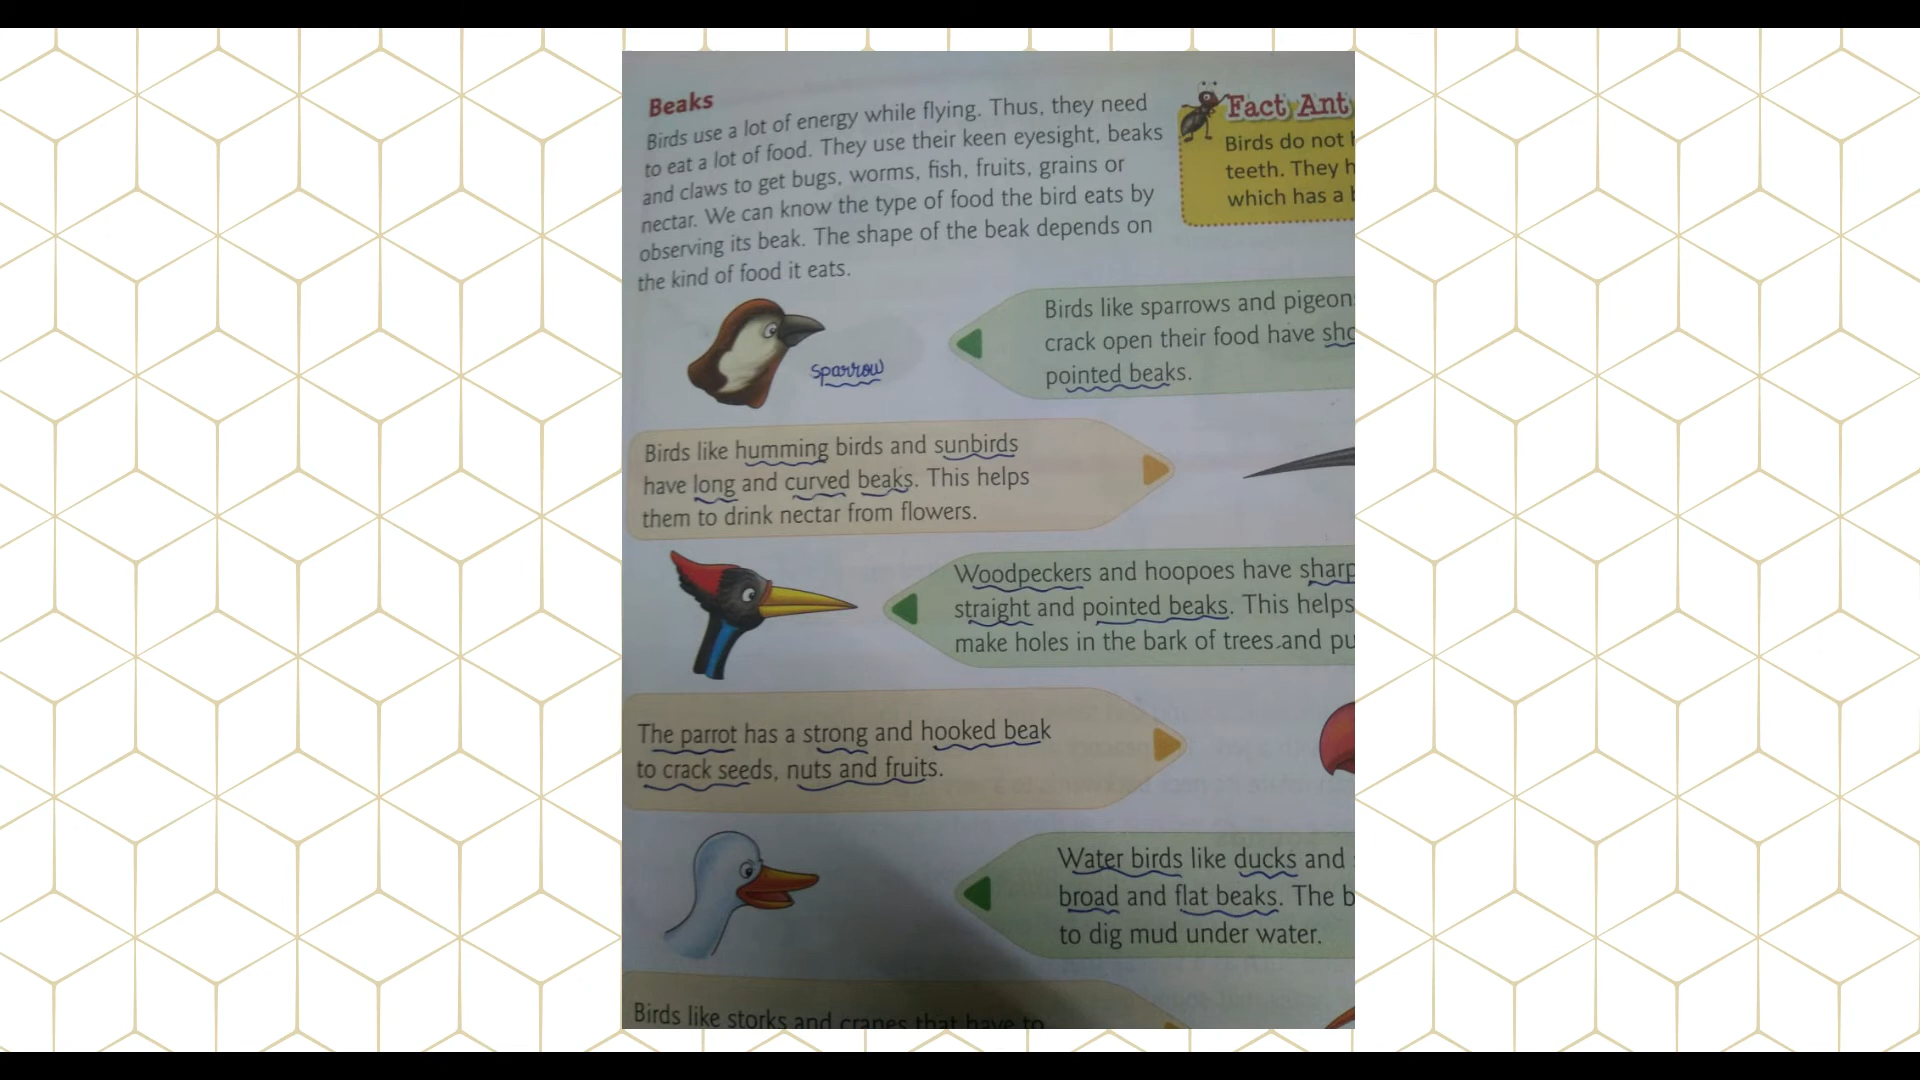 Beaks
Birds use a lot of energy while flying. Thus, they need
to eat a lot of food. They use their keen eyesight, beaks
and claws to get bugs, worms, fish, fruits, grains or
nectar. We can know the type of food the bird eats by
observing its beak. The shape of the beak depends on
the kind of food it eats.
Fact Ant
Birds do not
teeth. They
which has a
sparrow
Birds like sparrows and pigeon
crack open their food have
pointed beaks.
Birds like humming birds and sunbirds
have long and curved beaks. This helps
them to drink nectar from flowers.
Woodpeckers and hoopoes have sharp
straight and pointed beaks. This helps
make holes in the bark of trees and
The parrot has a strong and hooked beak
to crack seeds, nuts and fruits.
Water birds like ducks and
broad and flat beaks. The
to dig mud under water.
Birds like storks and cranes that have to